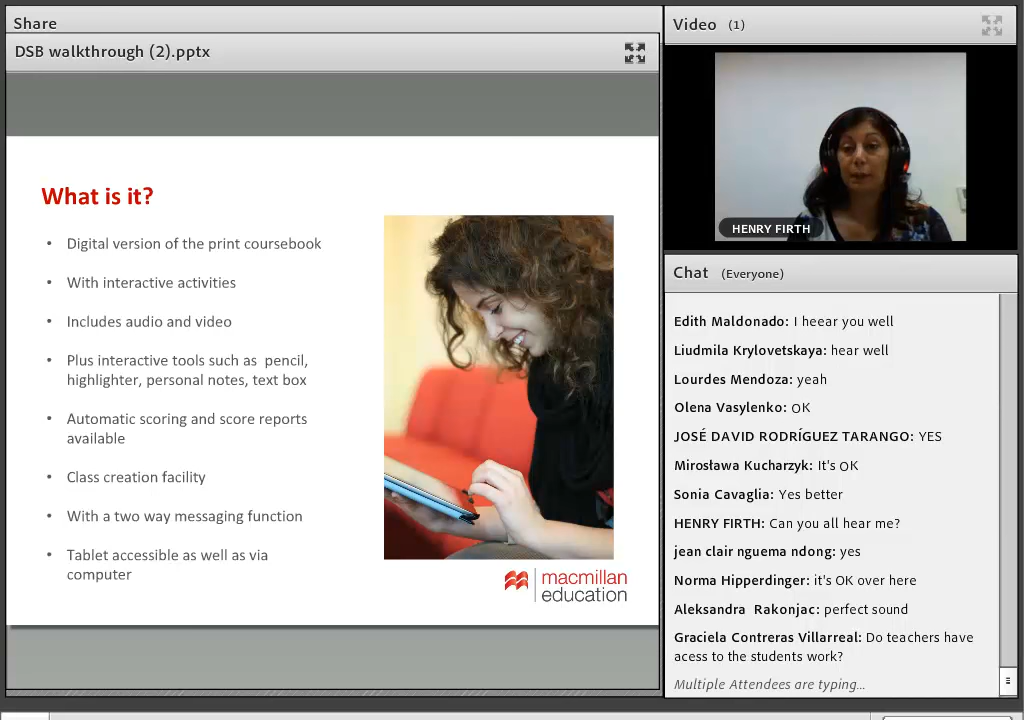 Share
DSB walkthrough (2).pptx
What is it?
• Digital version of the print coursebook
• With interactive activities
• Includes audio and video
• Plus interactive tools such as pencil,
highlighter, personal notes, text box
• Automatic scoring and score reports
available
• Class creation facility
• With a two way messaging function
• Tablet accessible as well as via
computer
macmillan
education
Video (1)
HENRY FIRTH
Chat (Everyone)
Edith Maldonado: I heear you well
Liudmila Krylovetskaya: hear well
Lourdes Mendoza: yeah
Olena Vasylenko: OK
JOSÉ DAVID RODRÍGUEZ TARANGO: YES
Mirosława Kucharzyk: It's OK
Sonia Cavaglia: Yes better
HENRY FIRTH: Can you all hear me?
jean clair nguema ndong: yes
Norma Hipperdinger: it's OK over here
Aleksandra Rakonjac: perfect sound
Graciela Contreras Villarreal: Do teachers have
acess to the students work?
Multiple Attendees are typing...